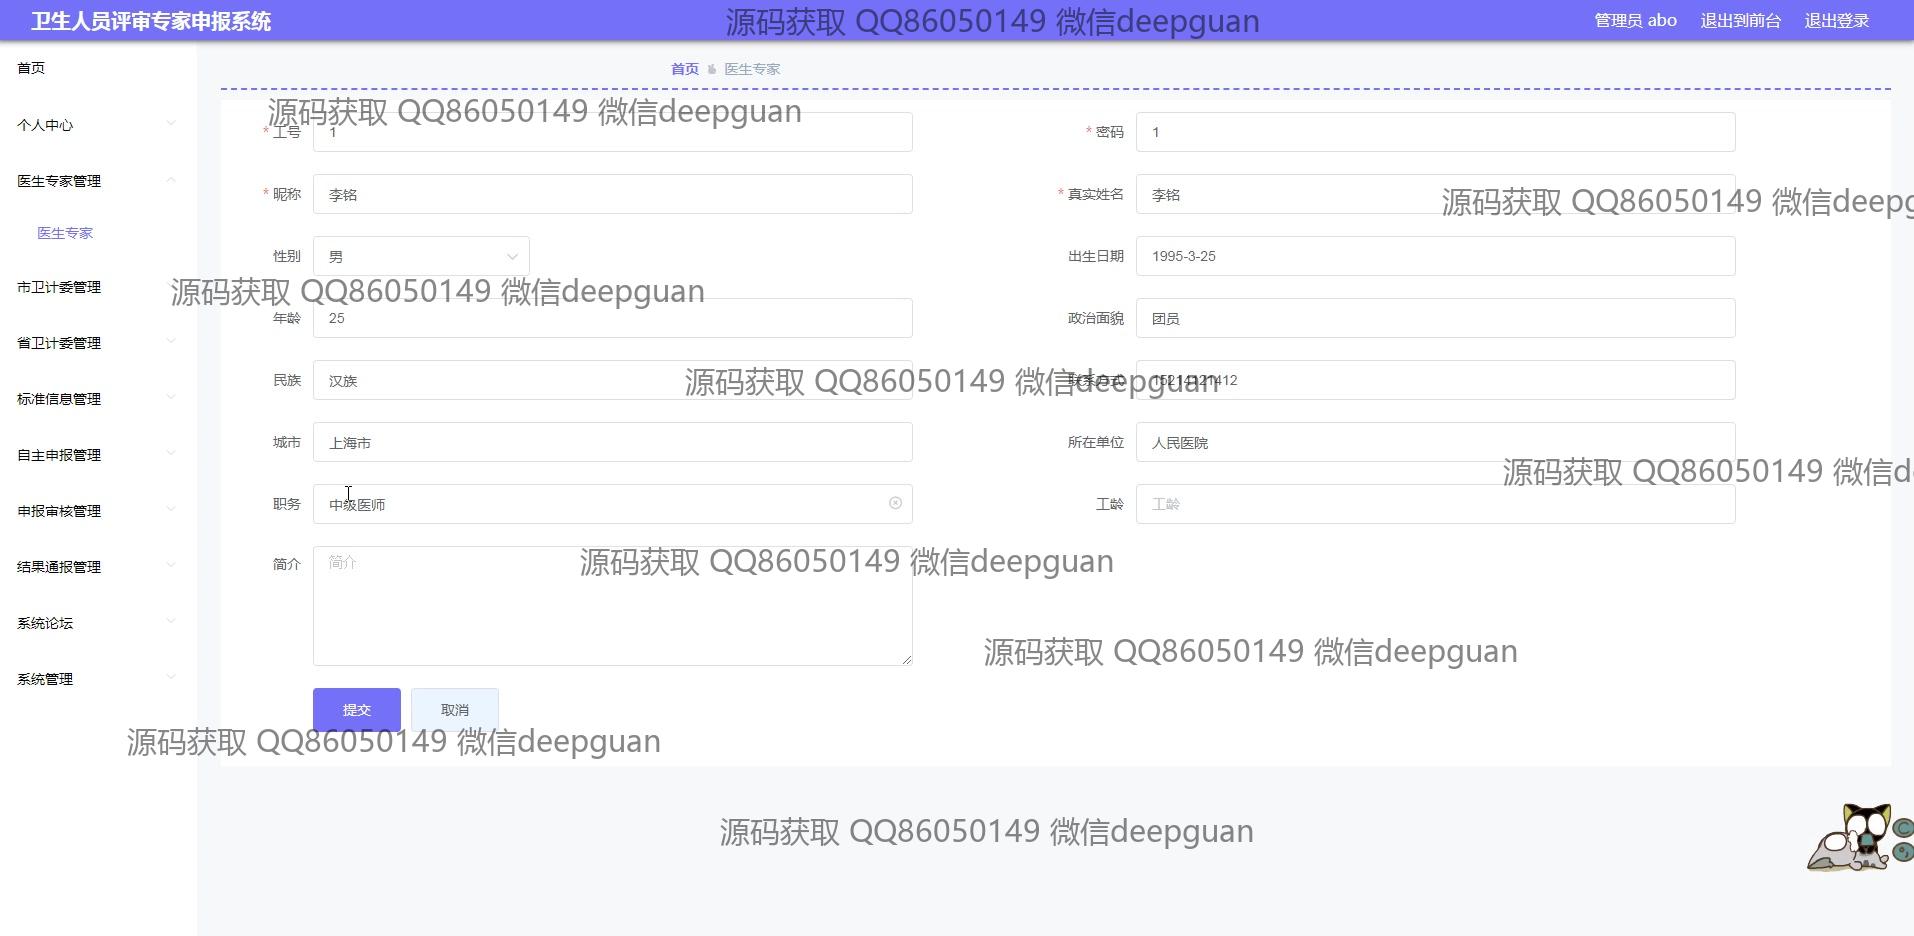 卫生人员评审专家申报系统
源码获取 QQ86050149 微信deepguan
管理员 abo 退出到前台 退出登录
首页
个人中心
医生专家管理
医生专家
市卫计委管理
省卫计委管理
标准信息管理
自主申报管理
申报审核管理
结果通报管理
系统论坛
系统管理
首页 医生专家
源码获取 QQ86050149 微信deepguan
* 工号 1
* 密码 1
* 昵称 李铭
* 真实姓名 李铭
源码获取 QQ86050149 微信deepg
性别 男
出生日期 1995-3-25
源码获取 QQ86050149 微信deepguan
年龄 25
政治面貌 团员
民族 汉族
源码获取 QQ86050149 微信deepguan
联系方式 15214121412
城市 上海市
所在单位 人民医院
源码获取 QQ86050149 微信d
职务 中级医师
工龄 工龄
简介 简介
源码获取 QQ86050149 微信deepguan
源码获取 QQ86050149 微信deepguan
提交 取消
源码获取 QQ86050149 微信deepguan
源码获取 QQ86050149 微信deepguan